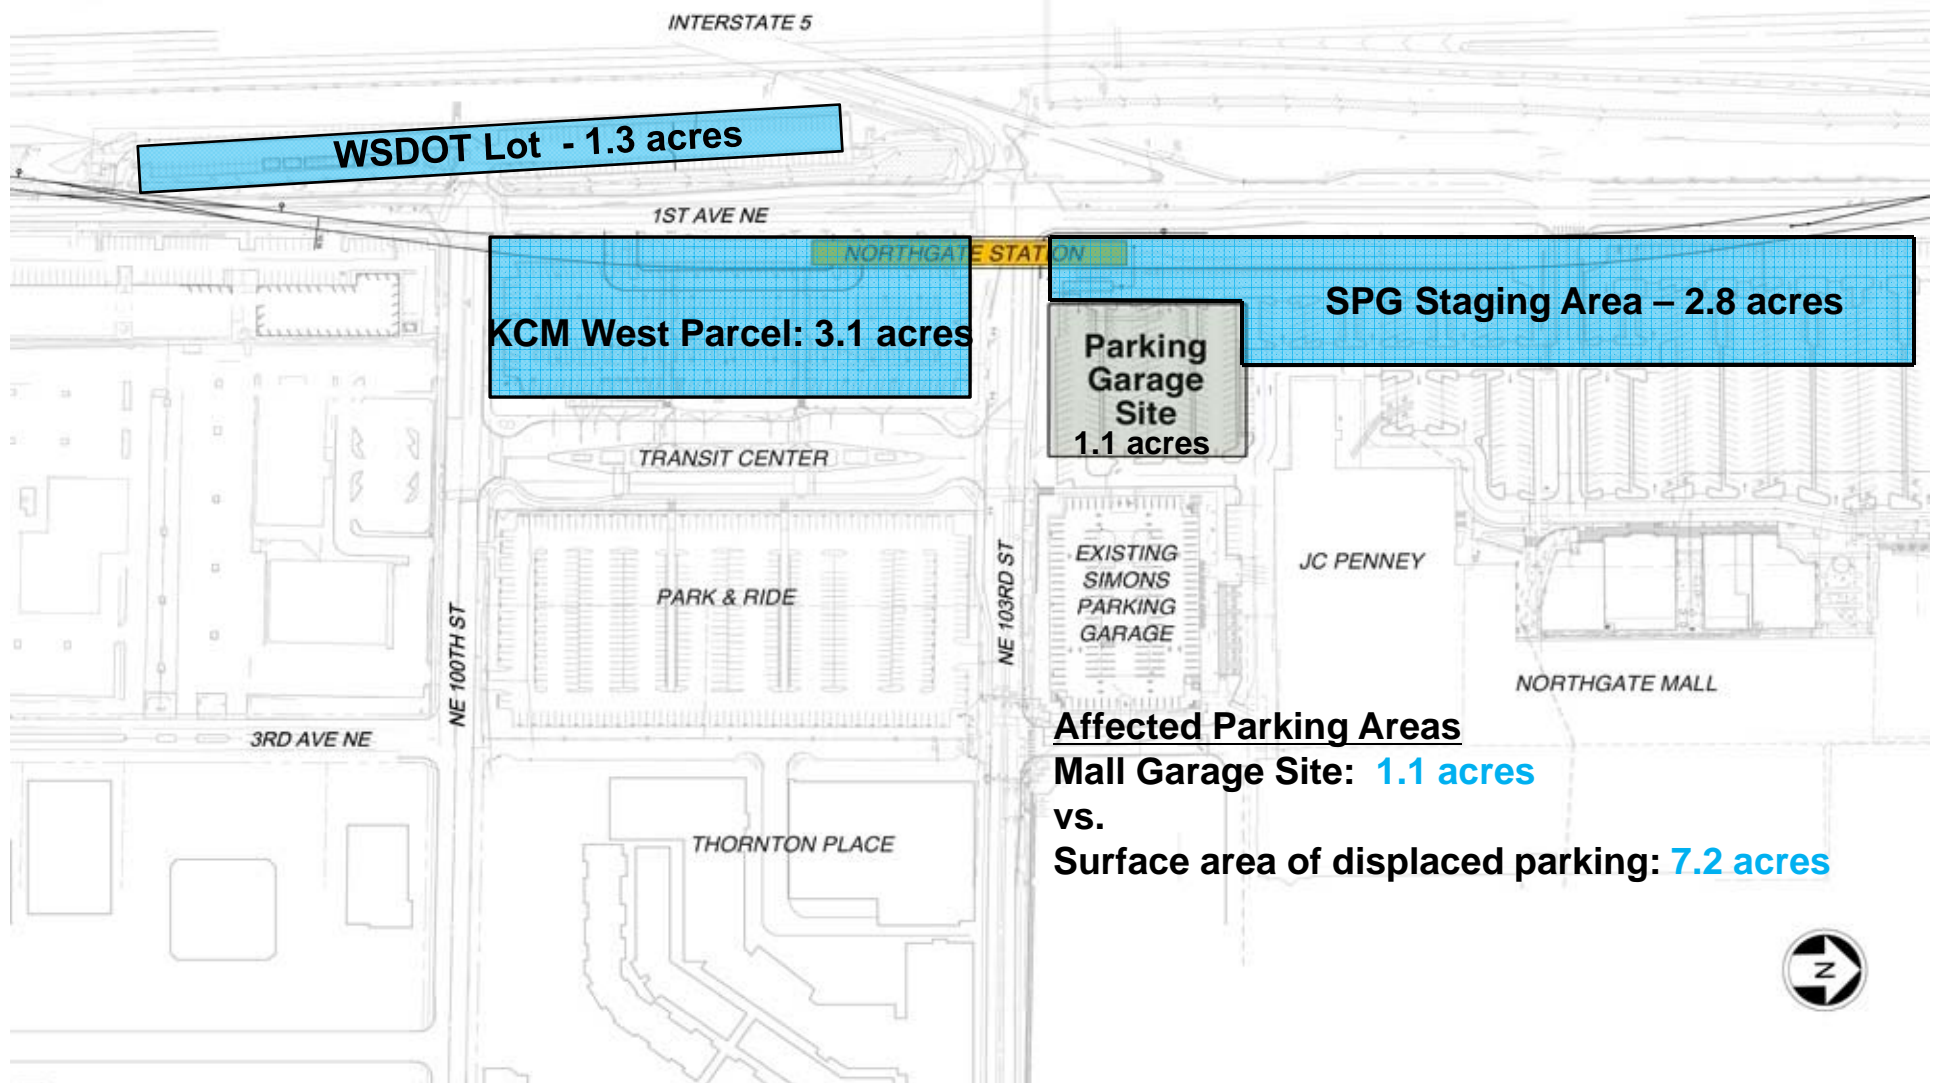 INTERSTATE 5
WSDOT Lot - 1.3 acres
1ST AVE NE
NORTHGATE STATION
KCM West Parcel: 3.1 acres
SPG Staging Area – 2.8 acres
Parking
Garage
Site
1.1 acres
TRANSIT CENTER
PARK & RIDE
NE 100TH ST
NE 103RD ST
EXISTING
SIMONS
PARKING
GARAGE
JC PENNEY
NORTHGATE MALL
3RD AVE NE
THORNTON PLACE
Affected Parking Areas
Mall Garage Site: 1.1 acres
vs.
Surface area of displaced parking: 7.2 acres
N